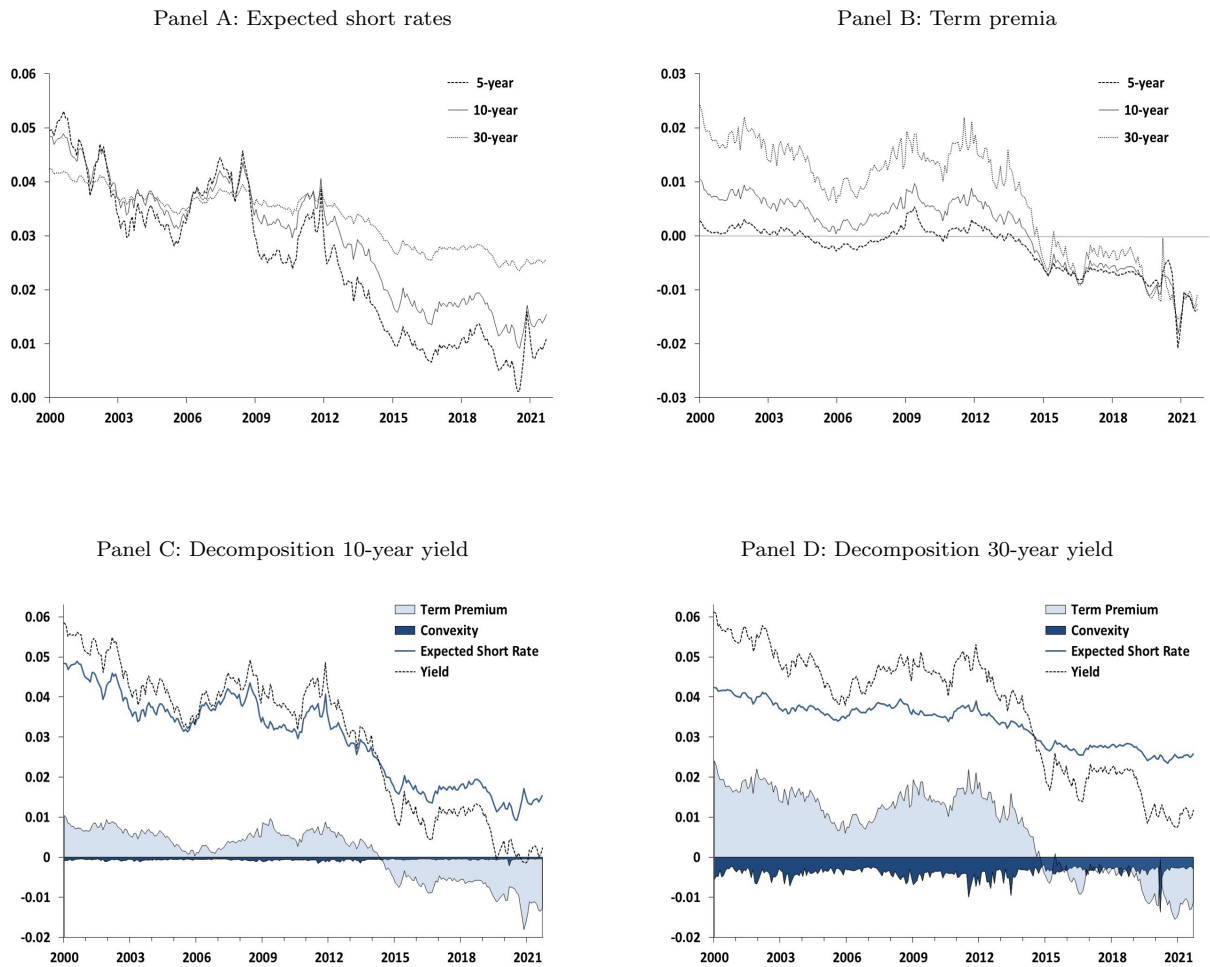 Panel A: Expected short rates
0.06
0.05
0.04
0.03
0.02
0.01
0.00
2000 2003 2006 2009 2012 2015 2018 2021
5-year
10-year
30-year
Panel B: Term premia
0.03
0.02
0.01
0.00
-0.01
-0.02
-0.03
2000 2003 2006 2009 2012 2015 2018 2021
5-year
10-year
30-year
Panel C: Decomposition 10-year yield
0.06
0.05
0.04
0.03
0.02
0.01
0
-0.01
-0.02
2000 2003 2006 2009 2012 2015 2018 2021
Term Premium
Convexity
Expected Short Rate
Yield
Panel D: Decomposition 30-year yield
0.06
0.05
0.04
0.03
0.02
0.01
0
-0.01
-0.02
2000 2003 2006 2009 2012 2015 2018 2021
Term Premium
Convexity
Expected Short Rate
Yield